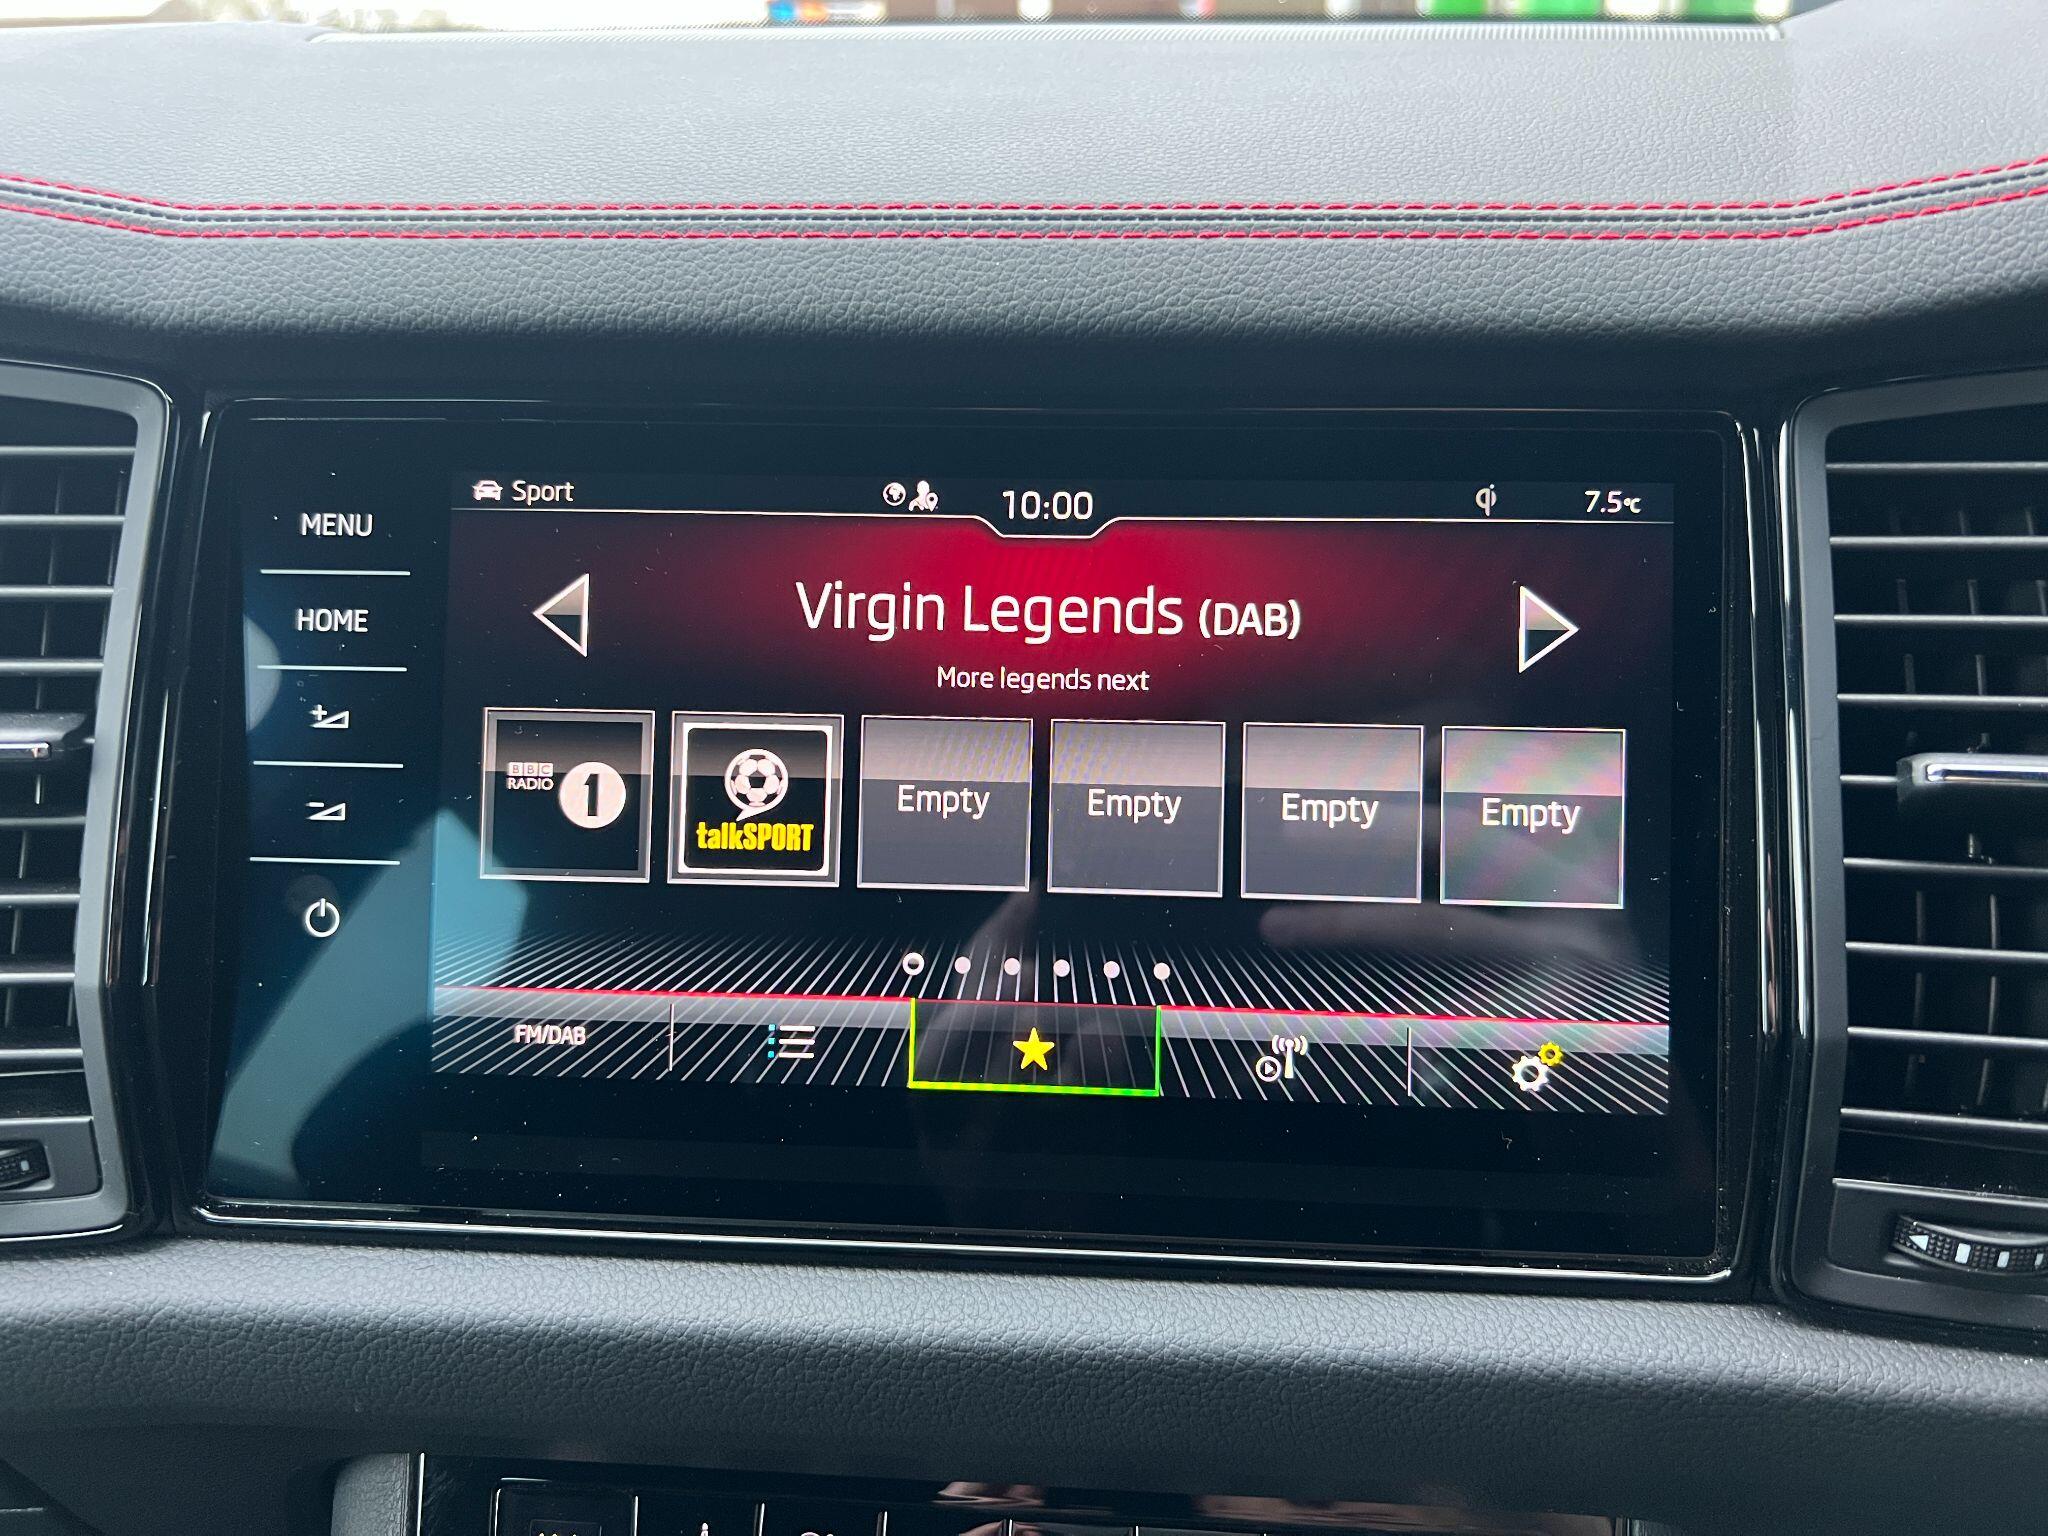 Sport
10:00
7.5°C
MENU
HOME
Virgin Legends (DAB)
More legends next
BBC
RADIO
1
talkSPORT
Empty
Empty
Empty
Empty
FM/DAB